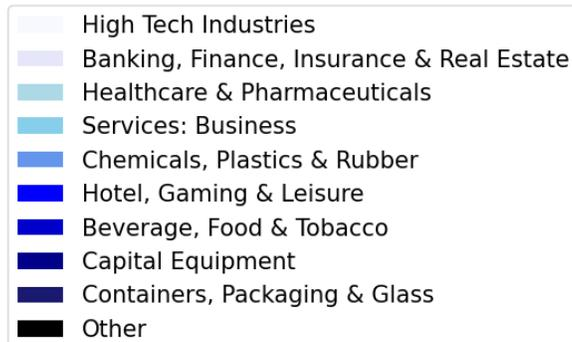 High Tech Industries
Banking, Finance, Insurance & Real Estate
Healthcare & Pharmaceuticals
Services: Business
Chemicals, Plastics & Rubber
Hotel, Gaming & Leisure
Beverage, Food & Tobacco
Capital Equipment
Containers, Packaging & Glass
Other